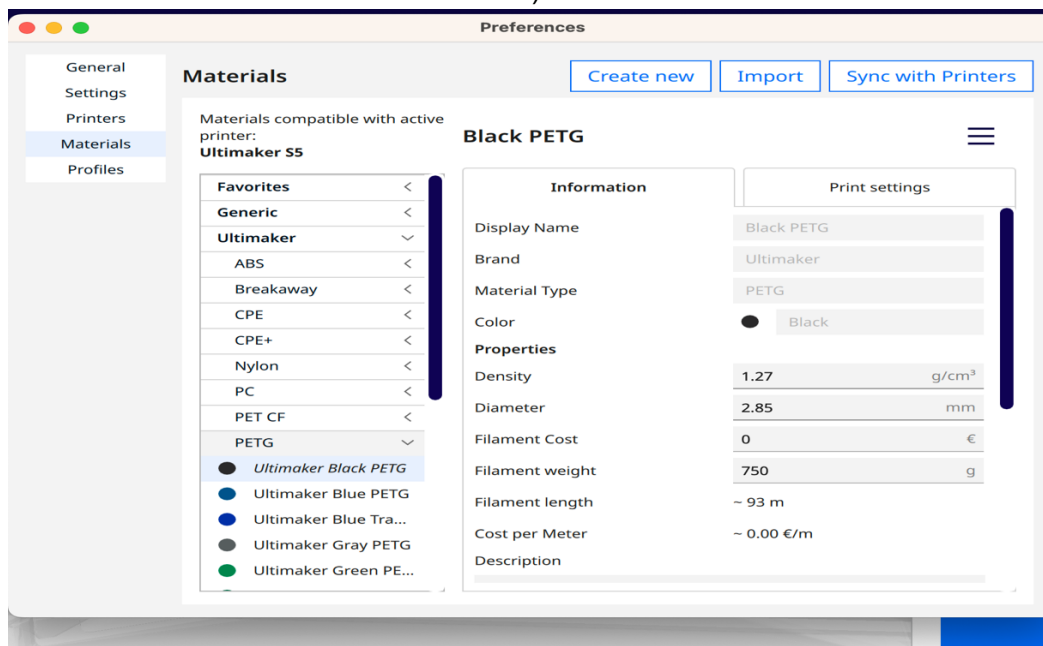 Preferences
General
Settings
Printers
Materials
Profiles
Materials
Create new
Import
Sync with Printers
Materials compatible with active
printer:
Ultimaker S5
Favorites
Generic
Ultimaker
ABS
Breakaway
CPE
CPE+
Nylon
PC
PET CF
PETG
Ultimaker Black PETG
Ultimaker Blue PETG
Ultimaker Blue Tra...
Ultimaker Gray PETG
Ultimaker Green PE...
Black PETG
Information
Print settings
Display Name Black PETG
Brand Ultimaker
Material Type PETG
Color Black
Properties
Density 1.27 g/cm³
Diameter 2.85 mm
Filament Cost 0 €
Filament weight 750 g
Filament length ~ 93 m
Cost per Meter ~ 0.00 €/m
Description